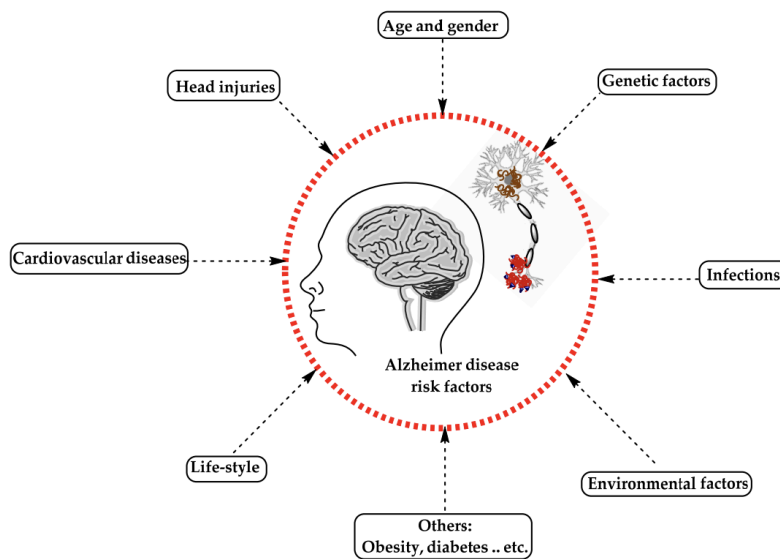 Age and gender
Head injuries
Genetic factors
Cardiovascular diseases
Infections
Alzheimer disease
risk factors
Life-style
Environmental factors
Others:
Obesity, diabetes .. etc.